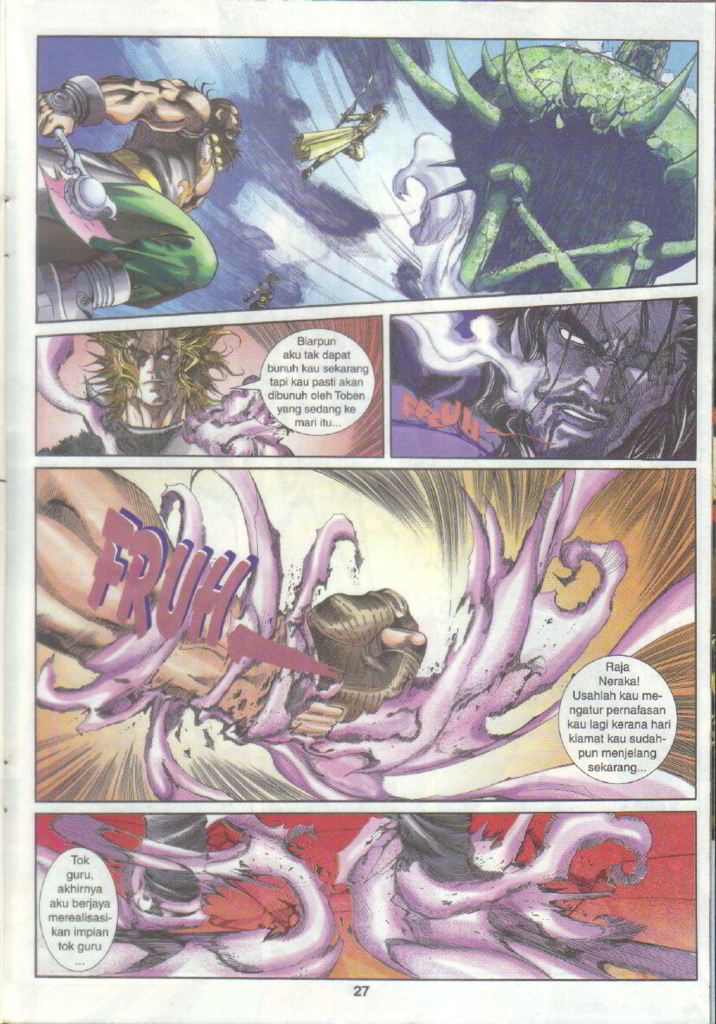 Biarpun
aku tak dapat
bunuh kau sekarang
tapi kau pasti akan
dibunuh oleh Toben
yang sedang ke
mari itu...
FRUH
FRUH
Raja
Neraka!
Usahlah kau me-
ngatur pernafasan
kau lagi kerana hari
kiamat kau sudah-
pun menjelang
sekarang...
Tok
guru,
akhirnya
aku berjaya
merealisasi-
kan impian
tok guru
...
27